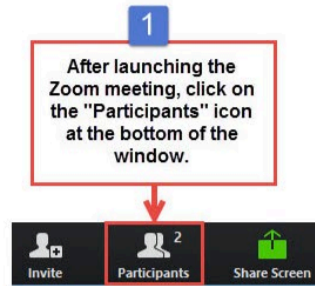 1
After launching the
Zoom meeting, click on
the "Participants" icon
at the bottom of the
window.
2
Invite Participants Share Screen